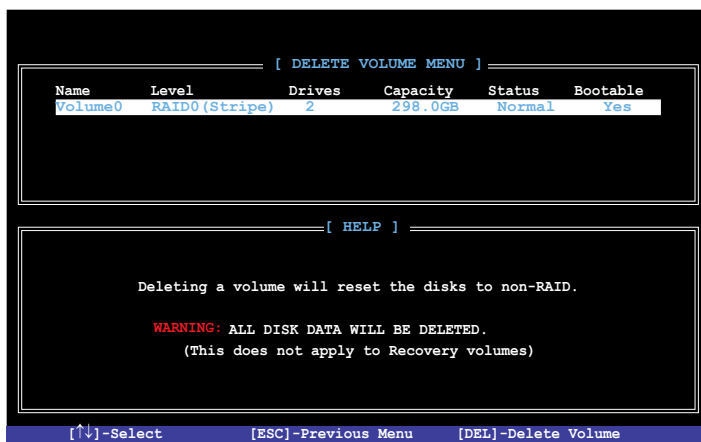 [ DELETE VOLUME MENU ]
Name Level Drives Capacity Status Bootable
Volume0 RAID0(Stripe) 2 298.0GB Normal Yes
[ HELP ]
Deleting a volume will reset the disks to non-RAID.
WARNING: ALL DISK DATA WILL BE DELETED.
(This does not apply to Recovery volumes)
[↑↓]-Select [ESC]-Previous Menu [DEL]-Delete Volume